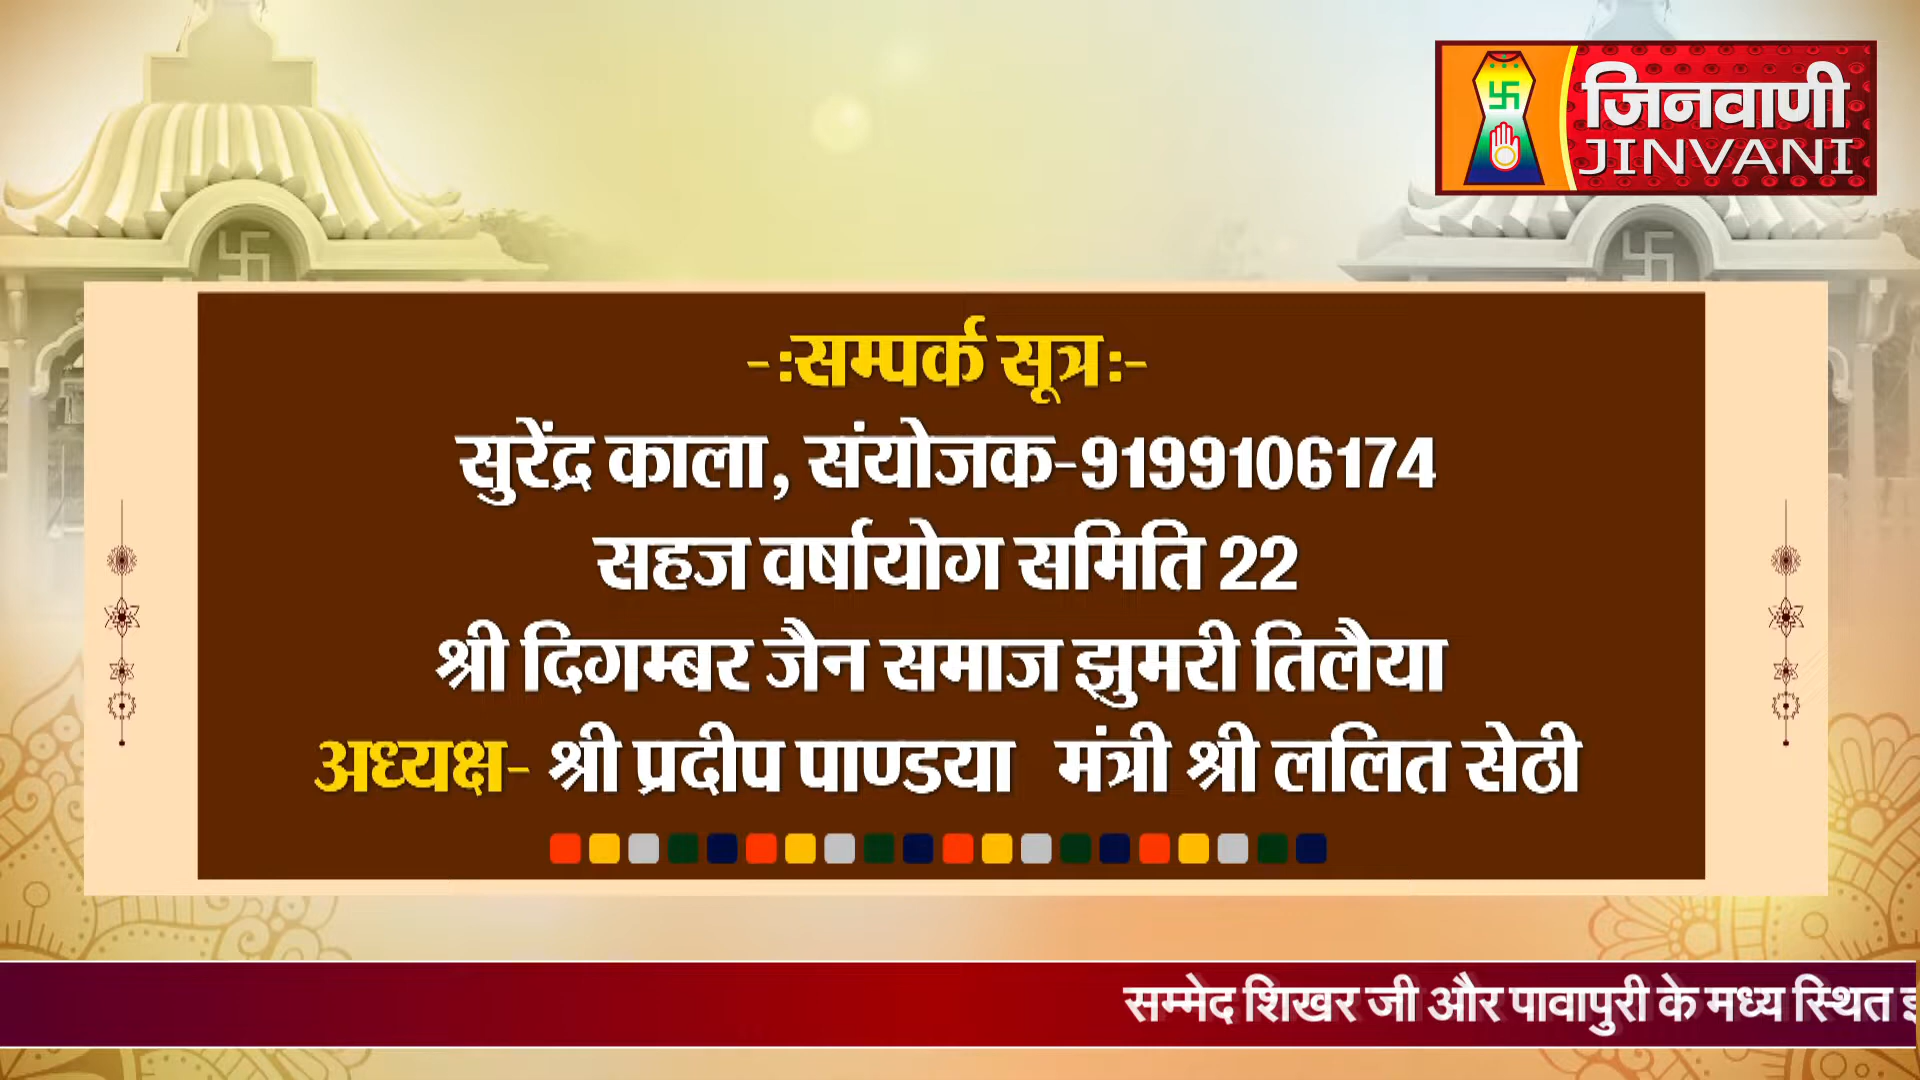 जिनवाणी
JINVANI
-:सम्पर्क सूत्र:-
सुरेंद्र काला, संयोजक-9199106174
सहज वर्षायोग समिति 22
श्री दिगम्बर जैन समाज झुमरी तिलैया
अध्यक्ष- श्री प्रदीप पाण्डया मंत्री श्री ललित सेठी
सम्मेद शिखर जी और पावापुरी के मध्य स्थित